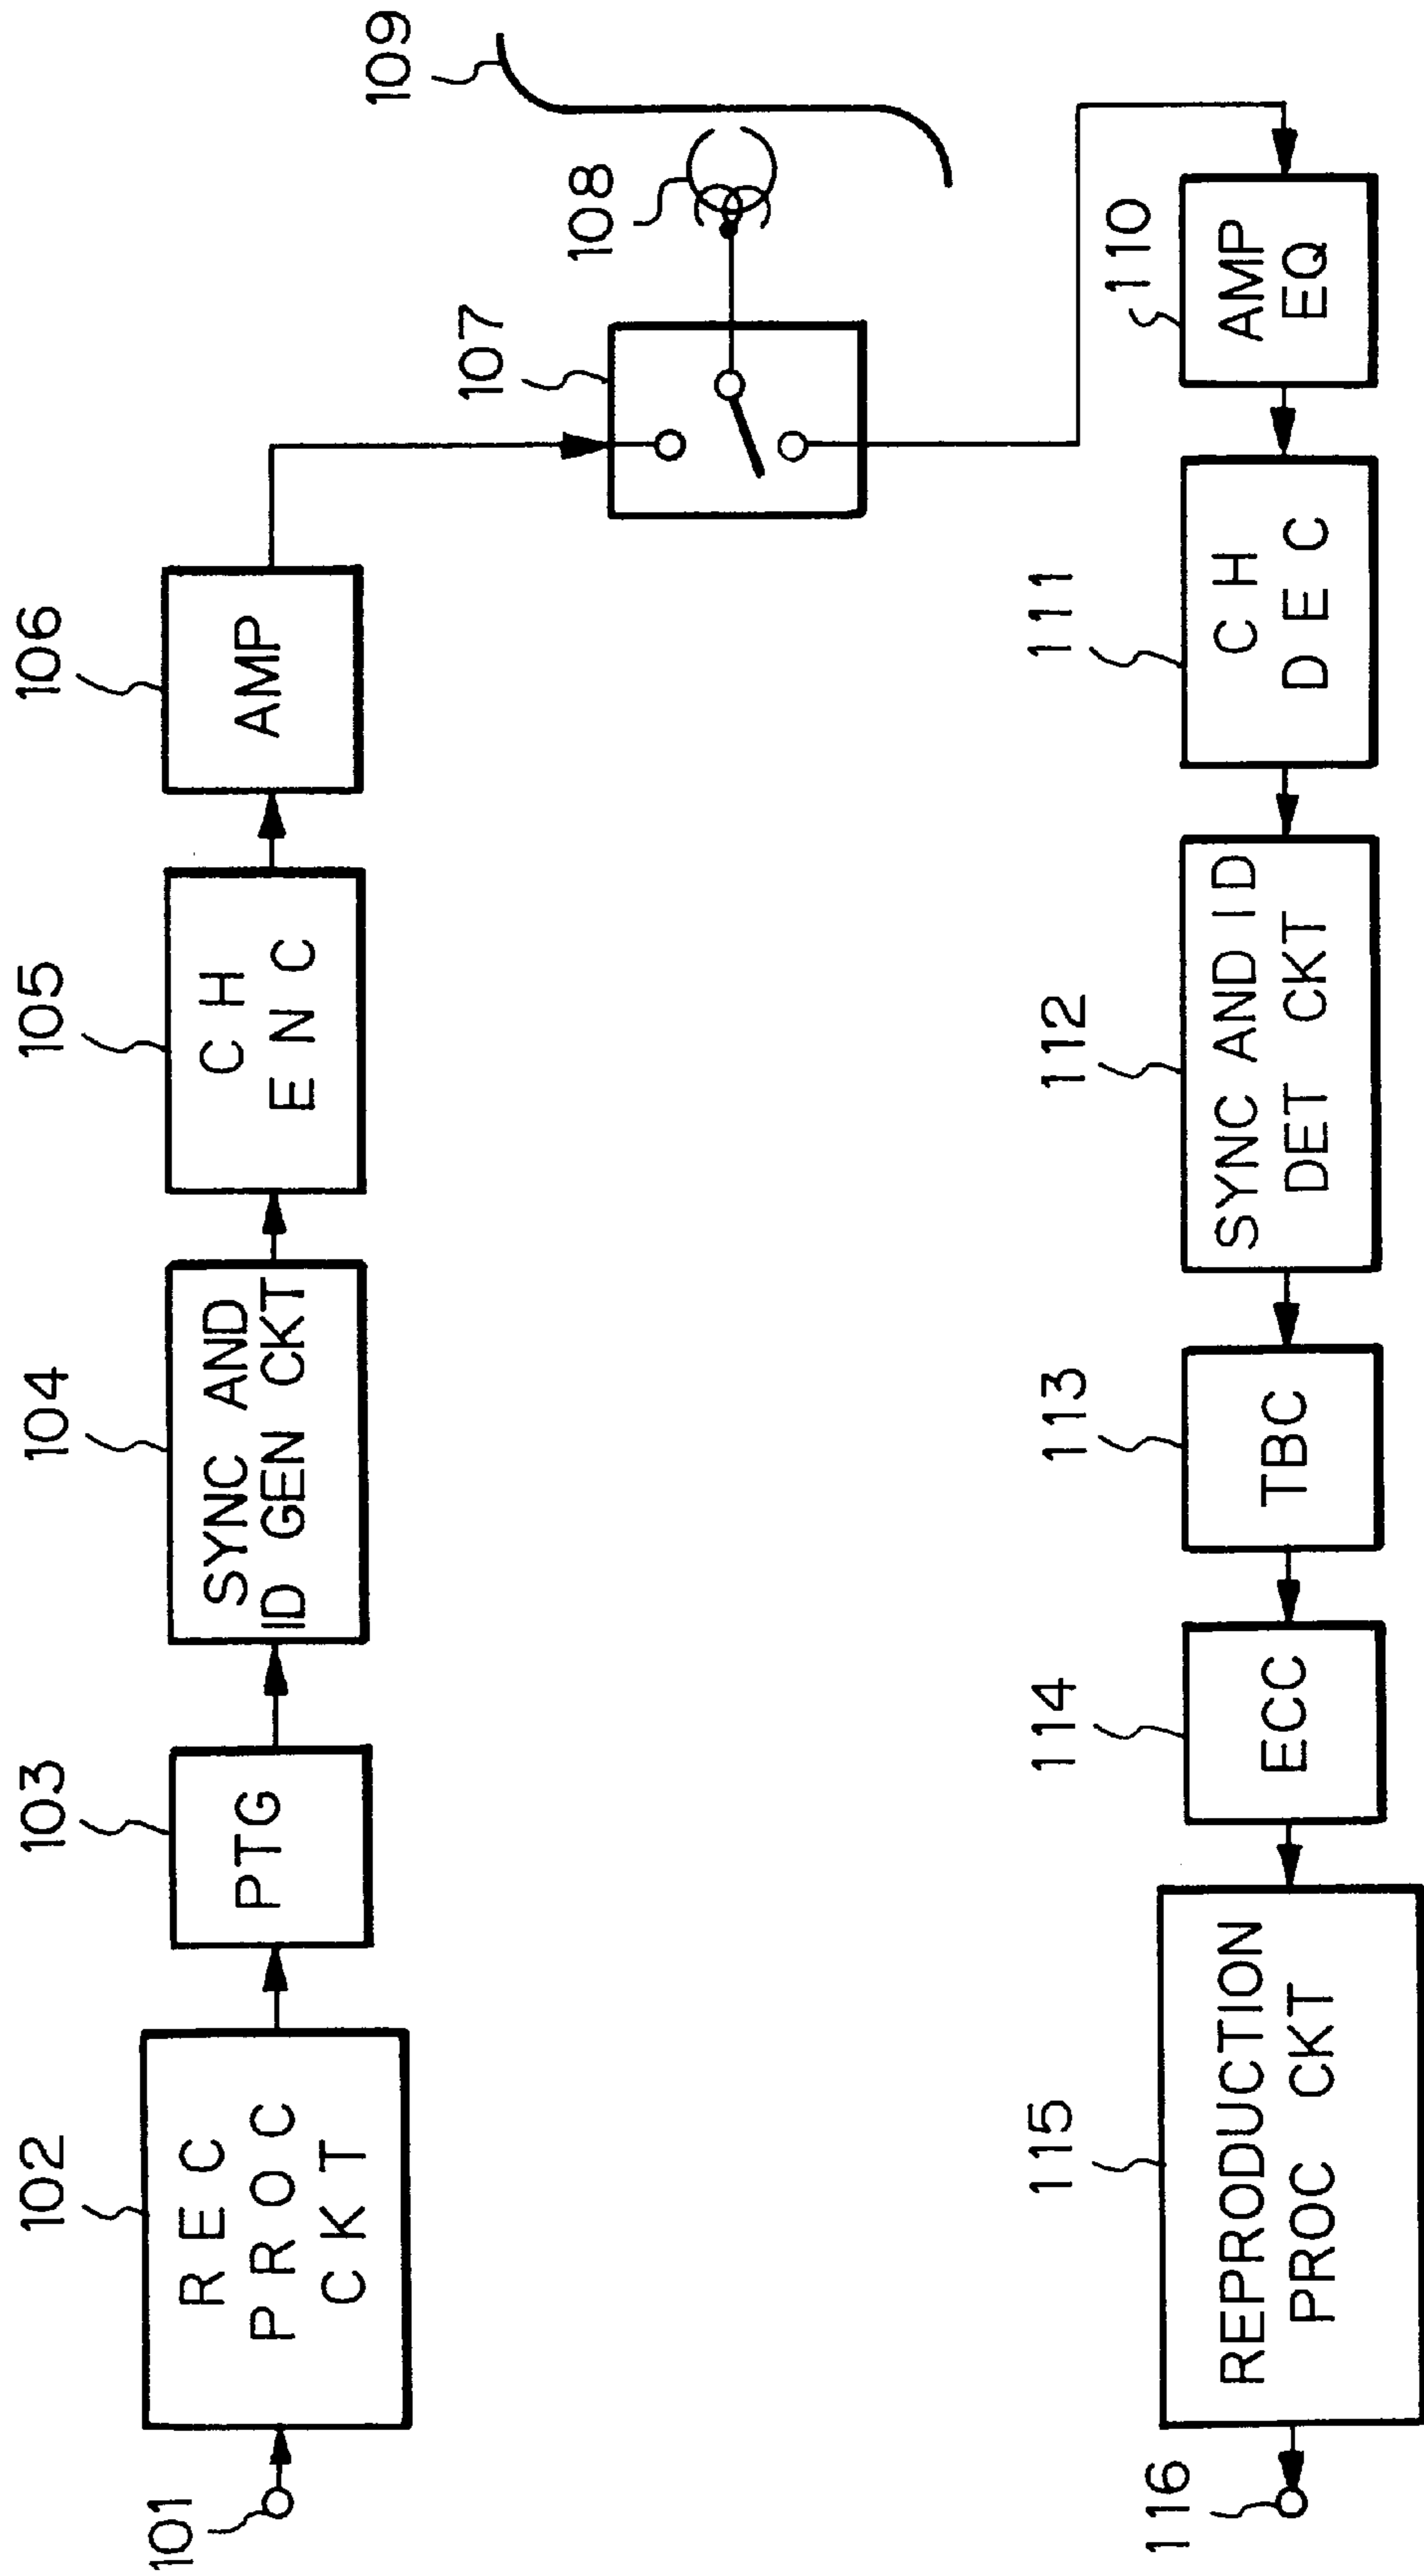 101
102
REC
PROC
CKT
103
PTG
104
SYNC AND
ID GEN CKT
105
CH
ENC
106
AMP
107
108
109
110
AMP
EQ
111
CH
DEC
112
SYNC AND ID
DET CKT
113
TBC
114
ECC
115
REPRODUCTION
PROC CKT
116